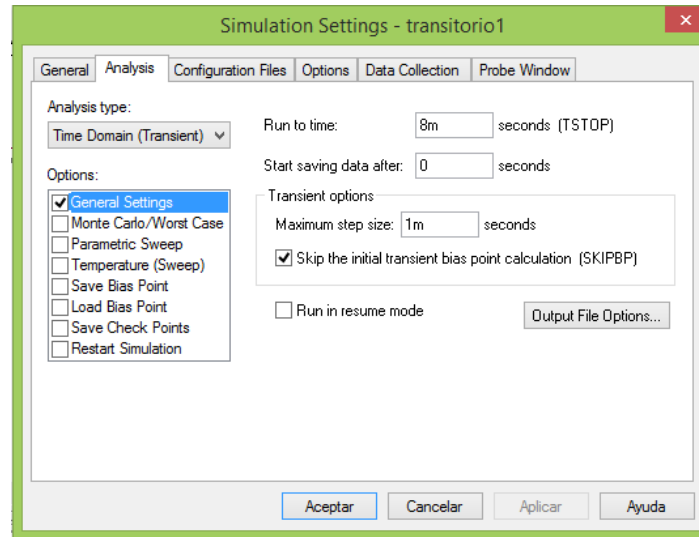 Simulation Settings - transitorio1
General Analysis Configuration Files Options Data Collection Probe Window
Analysis type:
Time Domain (Transient)
Options:
General Settings
Monte Carlo/Worst Case
Parametric Sweep
Temperature (Sweep)
Save Bias Point
Load Bias Point
Save Check Points
Restart Simulation
Run to time: 8m seconds (TSTOP)
Start saving data after: 0 seconds
Transient options
Maximum step size: 1m seconds
Skip the initial transient bias point calculation (SKIPBP)
Run in resume mode
Output File Options...
Aceptar Cancelar Aplicar Ayuda